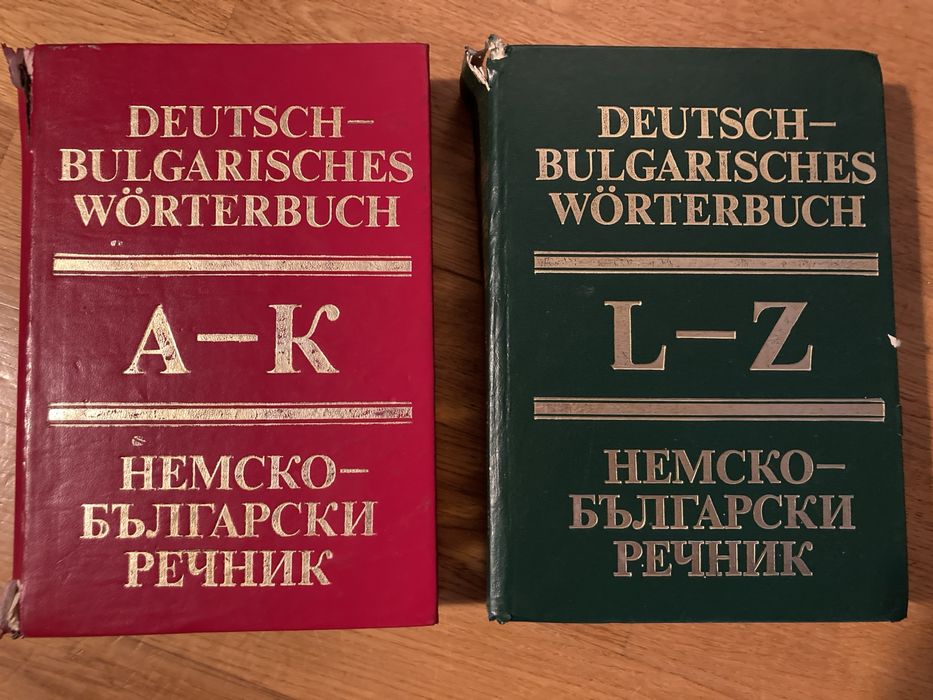 DEUTSCH—
BULGARISCHES
WÖRTERBUCH
A—K
НЕМСКО—
БЪЛГАРСКИ
РЕЧНИК
DEUTSCH—
BULGARISCHES
WÖRTERBUCH
L—Z
НЕМСКО—
БЪЛГАРСКИ
РЕЧНИК